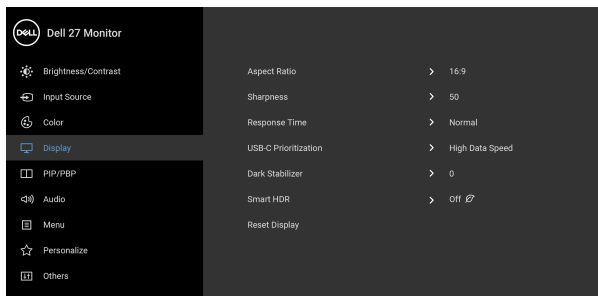 DELL Dell 27 Monitor
Brightness/Contrast
Input Source
Color
Display
PIP/PBP
Audio
Menu
Personalize
Others
Aspect Ratio 16:9
Sharpness 50
Response Time Normal
USB-C Prioritization High Data Speed
Dark Stabilizer 0
Smart HDR Off
Reset Display